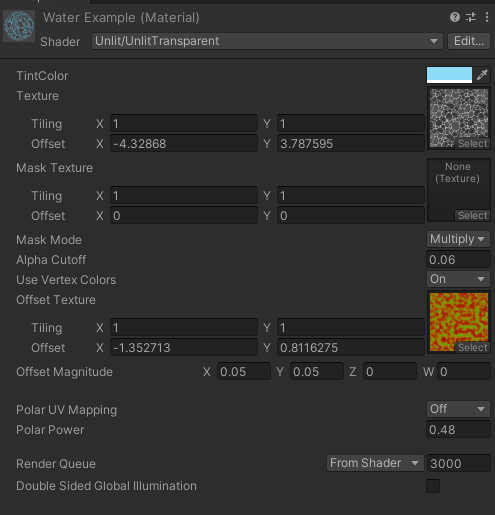 Water Example (Material)
Shader Unlit/UnlitTransparent Edit...
TintColor
Texture
Tiling X 1 Y 1
Offset X -4.32868 Y 3.787595
Select
Mask Texture
None
(Texture)
Tiling X 1 Y 1
Offset X 0 Y 0
Select
Mask Mode Multiply
Alpha Cutoff 0.06
Use Vertex Colors On
Offset Texture
Tiling X 1 Y 1
Offset X -1.352713 Y 0.8116275
Select
Offset Magnitude X 0.05 Y 0.05 Z 0 W 0
Polar UV Mapping Off
Polar Power 0.48
Render Queue From Shader 3000
Double Sided Global Illumination